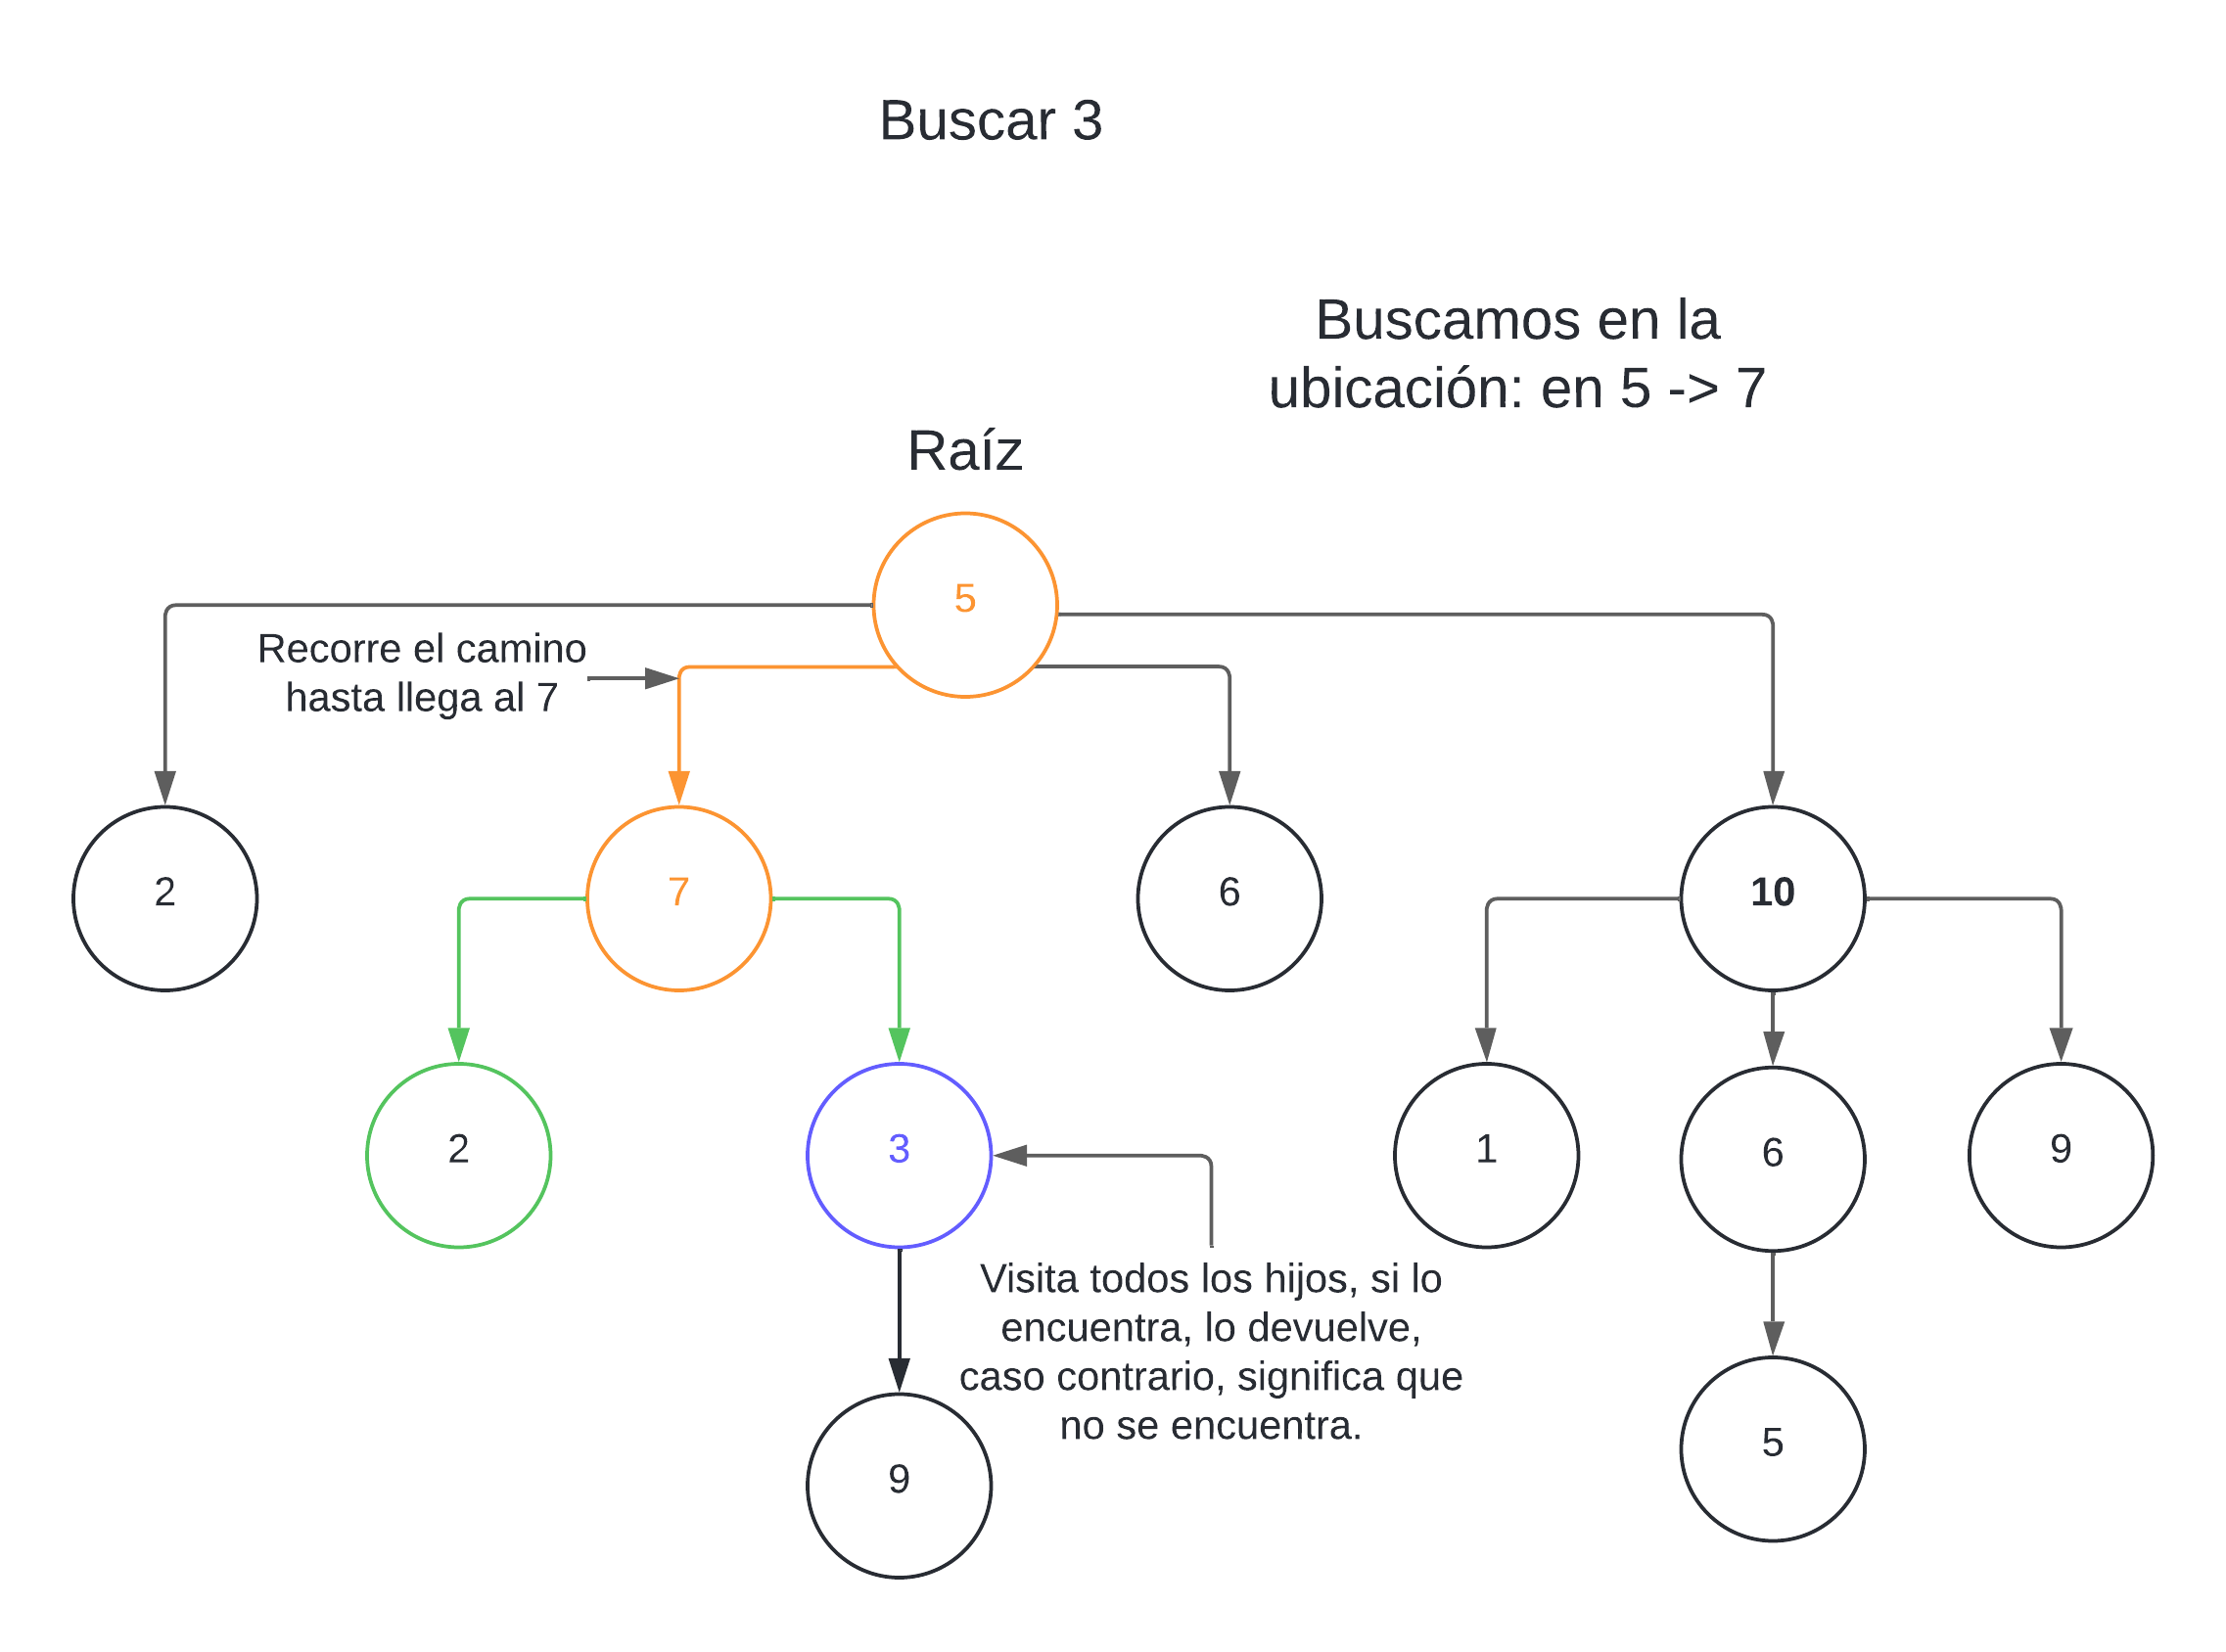 Buscar 3
Buscamos en la
ubicación: en 5 -> 7
Raíz
5
Recorre el camino
hasta llega al 7
2
7
6
10
2
3
1
6
9
Visita todos los hijos, si lo
encuentra, lo devuelve,
caso contrario, significa que
no se encuentra.
9
5